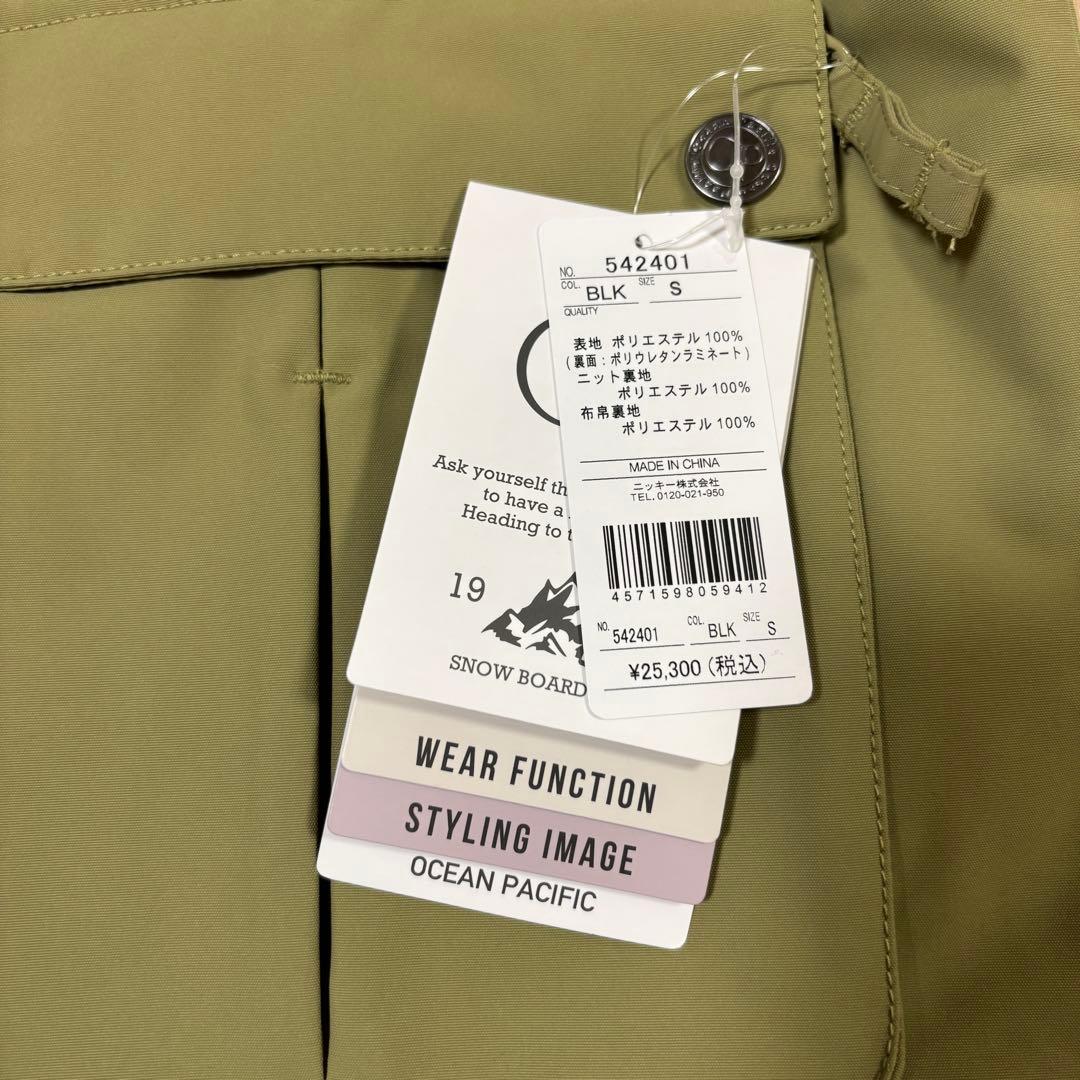 NO. 542401
COL. BLK SIZE S
QUALITY
表地 ポリエステル 100%
(裏面:ポリウレタンラミネート)
ニット裏地
ポリエステル 100%
布帛裏地
ポリエステル 100%
MADE IN CHINA
ニッキー株式会社
TEL.0120-021-950
4571598059412
NO. 542401 COL. BLK SIZE S
¥25,300(税込)
Ask yourself th
to have a
Heading to t
19
SNOW BOARD
WEAR FUNCTION
STYLING IMAGE
OCEAN PACIFIC